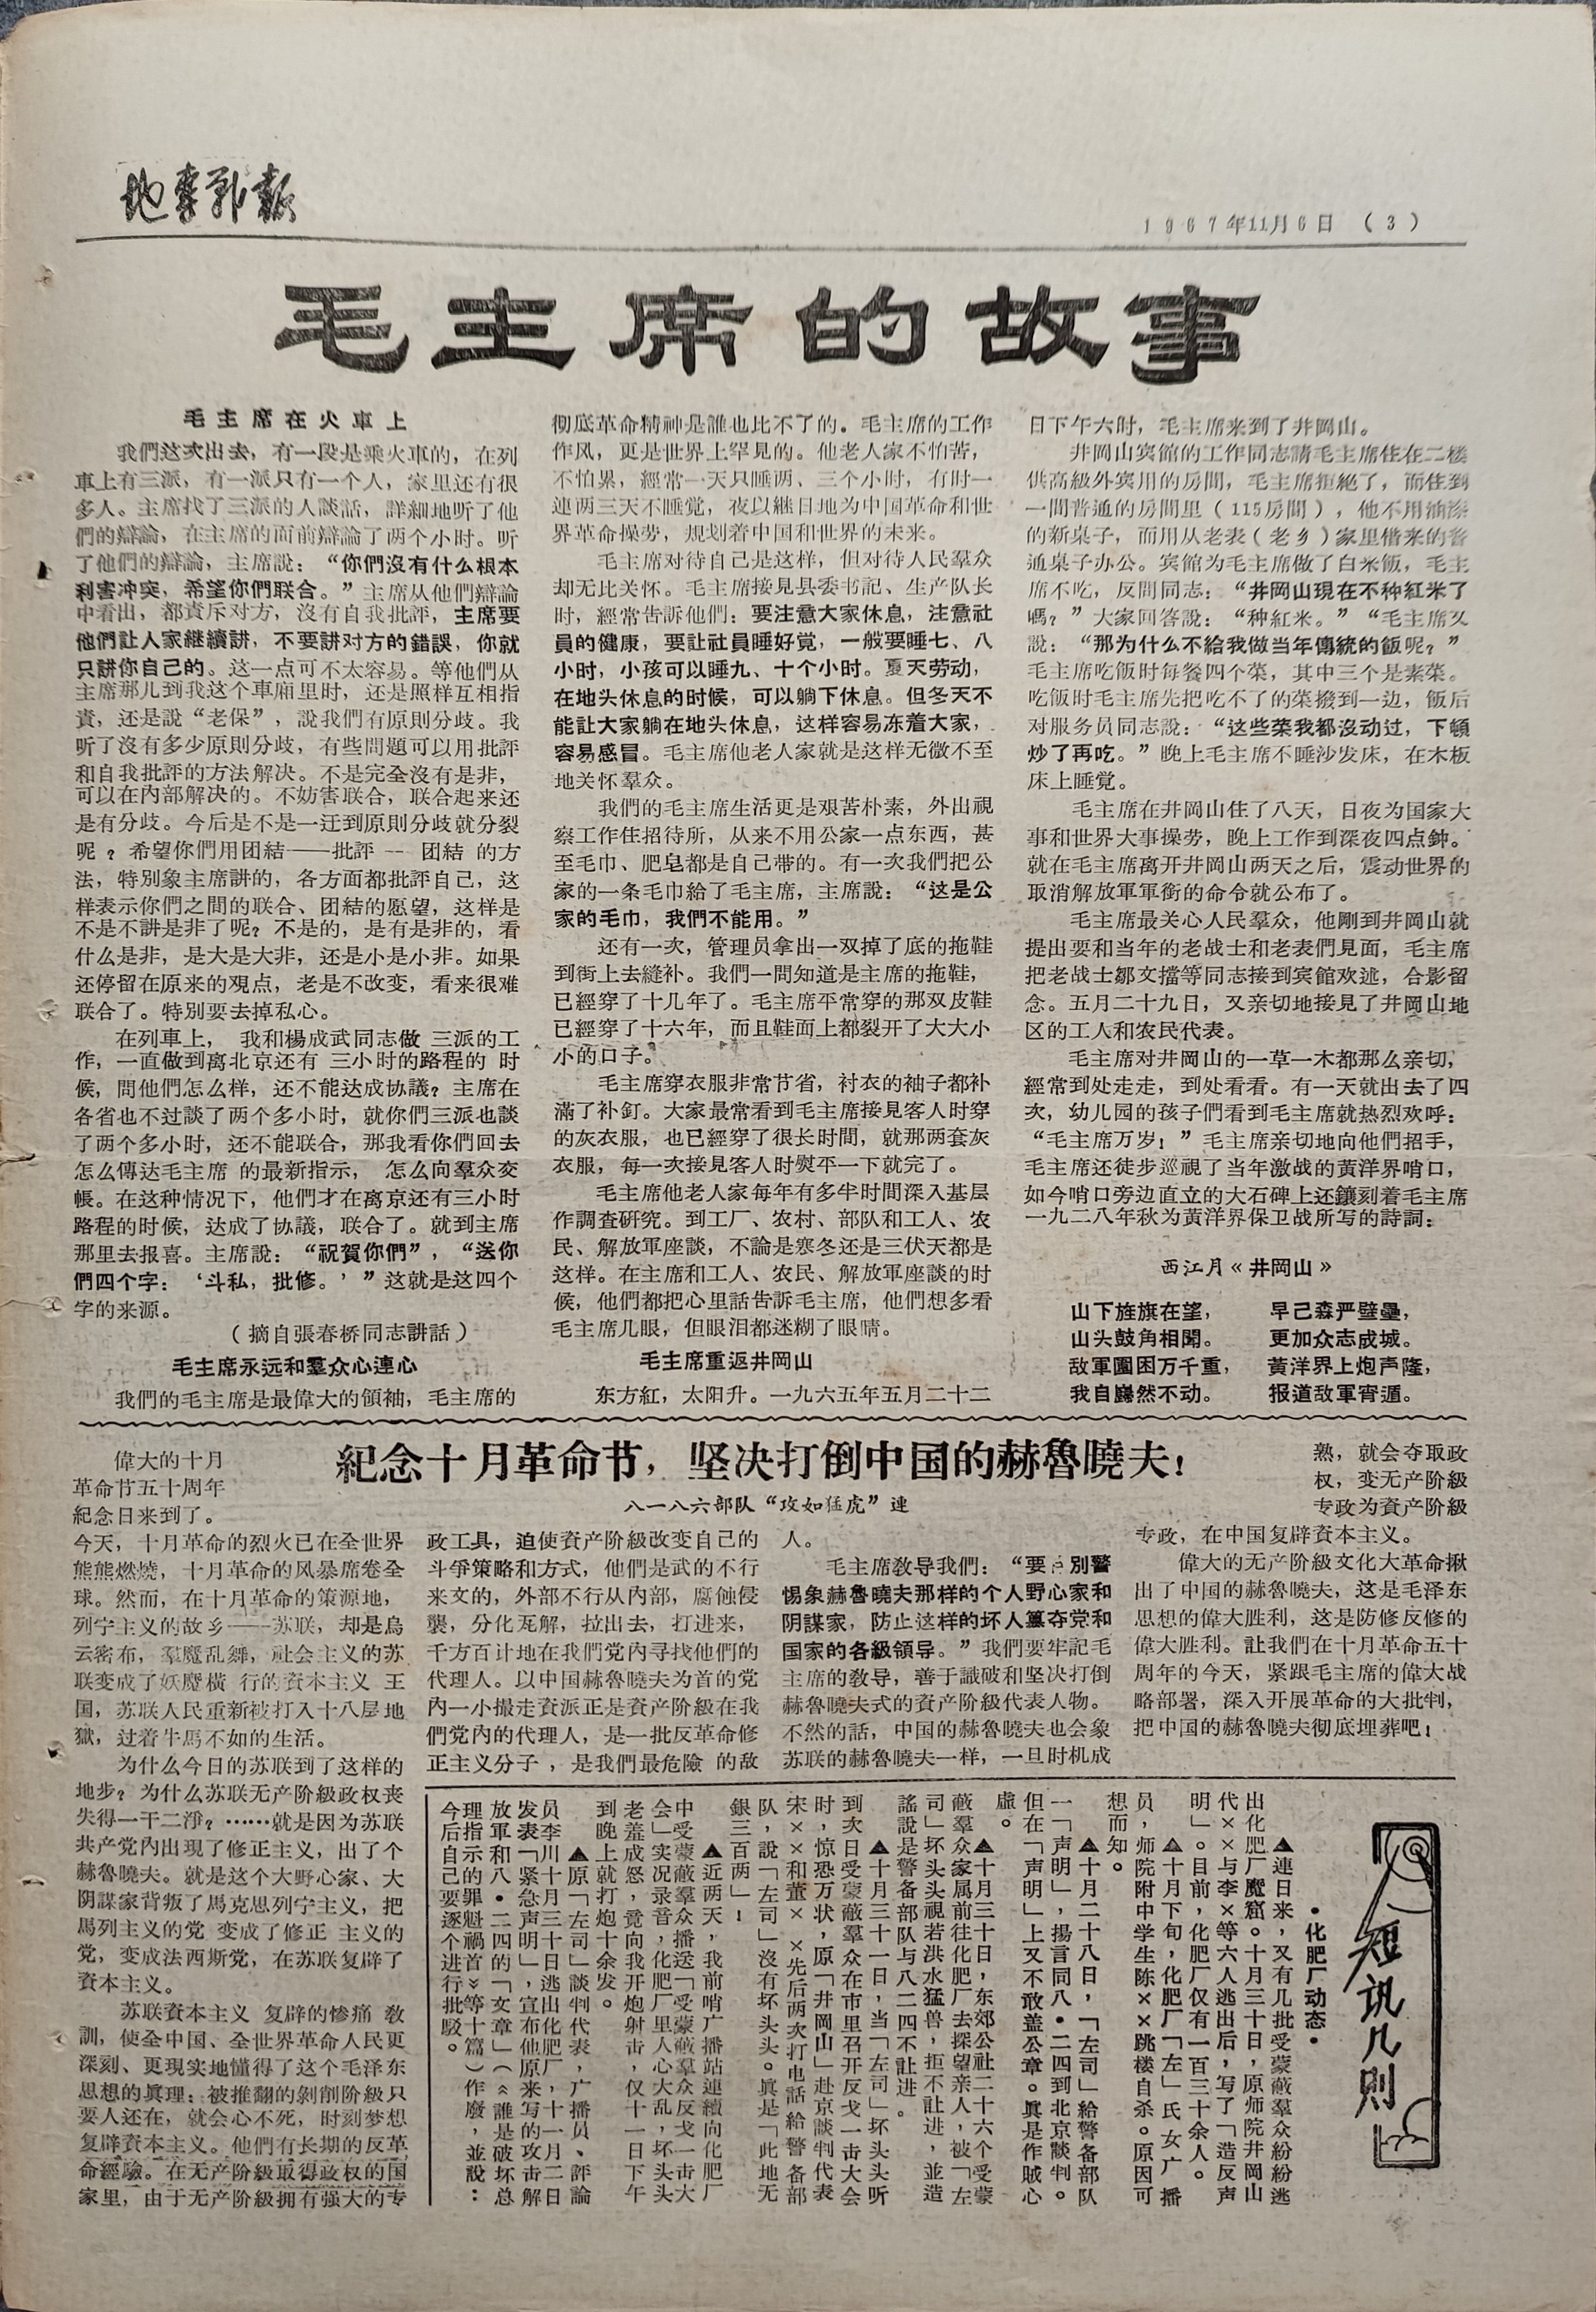 地专战报
1967年11月6日 (3)
毛主席的故事
毛主席在火車上
我們这次出去，有一段是乘火車的，在列
車上有三派，有一派只有一个人，家里还有很
多人。主席找了三派的人談話，詳細地听了他
們的辯論，在主席的面前辯論了两个小时。听
了他們的辯論，主席說：“你們沒有什么根本
利害冲突，希望你們联合。”主席从他們辯論
中看出，都責斥对方，沒有自我批評，主席要
他們让人家継續講，不要講对方的錯誤，你就
只講你自己的。这一点可不太容易。等他們从
主席那儿到我这个車廂里时，还是照样互相指
責，还是說“老保”，說我們有原則分歧。我
听了沒有多少原則分歧，有些問題可以用批評
和自我批評的方法解决。不是完全沒有是非，
可以在內部解决的。不妨害联合，联合起来还
是有分歧。今后是不是一迂到原則分歧就分裂
呢？希望你們用团結——批評——团結的方
法，特別象主席講的，各方面都批評自己，这
样表示你們之間的联合、团結的愿望，这样是
不是不講是非了呢？不是的，是有是非的，看
什么是非，是大是大非，还是小是小非。如果
还停留在原来的覌点，老是不改变，看来很难
联合了。特別要去掉私心。
在列車上，我和楊成武同志做三派的工
作，一直做到离北京还有三小时的路程的时
候，問他們怎么样，还不能达成协議？主席在
各省也不过談了两个多小时，就你們三派也談
了两个多小时，还不能联合，那我看你們回去
怎么傳达毛主席的最新指示，怎么向羣众交
帳。在这种情况下，他們才在离京还有三小时
路程的时候，达成了协議，联合了。就到主席
那里去报喜。主席說：“祝賀你們”，“送你
們四个字：‘斗私，批修。’”这就是这四个
字的来源。
（摘自張春桥同志講話）
毛主席永远和羣众心連心
我們的毛主席是最偉大的領袖，毛主席的
彻底革命精神是誰也比不了的。毛主席的工作
作风，更是世界上罕見的。他老人家不怕苦，
不怕累，經常一天只睡两、三个小时，有时一
連两三天不睡觉，夜以継日地为中国革命和世
界革命操劳，規划着中国和世界的未来。
毛主席对待自己是这样，但对待人民羣众
却无比关怀。毛主席接見县委书記、生产队长
时，經常告訴他們：要注意大家休息，注意社
員的健康，要让社員睡好觉，一般要睡七、八
小时，小孩可以睡九、十个小时。夏天劳动，
在地头休息的时候，可以躺下休息。但冬天不
能让大家躺在地头休息，这样容易冻着大家，
容易感冒。毛主席他老人家就是这样无微不至
地关怀羣众。
我們的毛主席生活更是艰苦朴素，外出視
察工作住招待所，从来不用公家一点东西，甚
至毛巾、肥皂都是自己带的。有一次我們把公
家的一条毛巾給了毛主席，主席說：“这是公
家的毛巾，我們不能用。”
还有一次，管理员拿出一双掉了底的拖鞋
到街上去縫补。我們一問知道是主席的拖鞋，
已經穿了十几年了。毛主席平常穿的那双皮鞋
已經穿了十六年，而且鞋面上都裂开了大大小
小的口子。
毛主席穿衣服非常节省，衬衣的袖子都补
滿了补釘。大家最常看到毛主席接見客人时穿
的灰衣服，也已經穿了很长时間，就那两套灰
衣服，每一次接見客人时熨平一下就完了。
毛主席他老人家每年有多半时間深入基层
作調查研究。到工厂、农村、部队和工人、农
民、解放軍座談，不論是寒冬还是三伏天都是
这样。在主席和工人、农民、解放軍座談的时
候，他們都把心里話告訴毛主席，他們想多看
毛主席几眼，但眼泪都迷糊了眼睛。
毛主席重返井岡山
东方紅，太阳升。一九六五年五月二十二
日下午六时，毛主席来到了井岡山。
井岡山宾館的工作同志請毛主席住在二楼
供高級外宾用的房間，毛主席拒絕了，而住到
一間普通的房間里（115房間），他不用油漆
的新桌子，而用从老表（老乡）家里借来的普
通桌子办公。宾館为毛主席做了白米飯，毛主
席不吃，反問同志：“井岡山現在不种紅米了
嗎？”大家回答說：“种紅米。”“毛主席又
說：“那为什么不給我做当年傳統的飯呢？”
毛主席吃飯时每餐四个菜，其中三个是素菜。
吃飯时毛主席先把吃不了的菜撥到一边，飯后
对服务员同志說：“这些菜我都沒动过，下頓
炒了再吃。”晚上毛主席不睡沙发床，在木板
床上睡觉。
毛主席在井岡山住了八天，日夜为国家大
事和世界大事操劳，晚上工作到深夜四点鈡。
就在毛主席离开井岡山两天之后，震动世界的
取消解放軍軍銜的命令就公布了。
毛主席最关心人民羣众，他剛到井岡山就
提出要和当年的老战士和老表們見面，毛主席
把老战士鄒文擋等同志接到宾館欢迎，合影留
念。五月二十九日，又亲切地接見了井岡山地
区的工人和农民代表。
毛主席对井岡山的一草一木都那么亲切，
經常到处走走，到处看看。有一天就出去了四
次，幼儿园的孩子們看到毛主席就热烈欢呼：
“毛主席万岁！”毛主席亲切地向他們招手，
毛主席还徒步巡視了当年激战的黃洋界哨口，
如今哨口旁边直立的大石碑上还鑲刻着毛主席
一九二八年秋为黃洋界保卫战所写的詩詞：
西江月《井岡山》
山下旌旗在望，
山头鼓角相聞。
敌軍圍困万千重，
我自巋然不动。
早己森严壁壘，
更加众志成城。
黃洋界上炮声隆，
报道敌軍宵遁。
紀念十月革命节，坚决打倒中国的赫魯曉夫！
八一八六部队“攻如猛虎”連
偉大的十月
革命节五十周年
紀念日来到了。
今天，十月革命的烈火已在全世界
熊熊燃燒，十月革命的风暴席卷全
球。然而，在十月革命的策源地，
列宁主义的故乡——苏联，却是烏
云密布，羣魔乱舞，社会主义的苏
联变成了妖魔橫行的資本主义王
国，苏联人民重新被打入十八层地
獄，过着牛馬不如的生活。
为什么今日的苏联到了这样的
地步？为什么苏联无产阶級政权丧
失得一干二淨？……就是因为苏联
共产党內出現了修正主义，出了个
赫魯曉夫。就是这个大野心家、大
阴謀家背叛了馬克思列宁主义，把
馬列主义的党变成了修正主义的
党，变成法西斯党，在苏联复辟了
資本主义。
苏联資本主义复辟的惨痛敎
訓，使全中国、全世界革命人民更
深刻、更現实地懂得了这个毛泽东
思想的眞理：被推翻的剝削阶級只
要人还在，就会心不死，时刻梦想
复辟資本主义。他們有长期的反革
命經驗。在无产阶級取得政权的国
家里，由于无产阶級拥有强大的专
政工具，迫使資产阶級改变自己的
斗爭策略和方式，他們是武的不行
来文的，外部不行从內部，腐蝕侵
襲，分化瓦解，拉出去，打进来，
千方百计地在我們党內寻找他們的
代理人。以中国赫魯曉夫为首的党
內一小撮走資派正是資产阶級在我
們党內的代理人，是一批反革命修
正主义分子，是我們最危險的敌
人。
毛主席敎导我們：“要 別警
惕象赫魯曉夫那样的个人野心家和
阴謀家，防止这样的坏人篡夺党和
国家的各級領导。”我們要牢記毛
主席的敎导，善于識破和坚决打倒
赫魯曉夫式的資产阶級代表人物。
不然的話，中国的赫魯曉夫也会象
苏联的赫魯曉夫一样，一旦时机成
熟，就会夺取政
权，变无产阶級
专政为資产阶級
专政，在中国复辟資本主义。
偉大的无产阶級文化大革命揪
出了中国的赫魯曉夫，这是毛泽东
思想的偉大胜利，这是防修反修的
偉大胜利。让我們在十月革命五十
周年的今天，紧跟毛主席的偉大战
略部署，深入开展革命的大批判，
把中国的赫魯曉夫彻底埋葬吧！
短讯几則
·化肥厂动态·
▲連日来，又有几批受蒙蔽羣众紛紛逃
出化肥厂魔窟。十月三十日，原师院井岡山
代××与李×等六人逃出后，写了「造反声
明」。目前，化肥厂仅有一百三十余人。
▲十月下旬，化肥厂「左」氏女广播
员，师院附中学生陈××跳楼自杀。原因可
想而知。
▲十月二十八日，「左司」給警备部队
一「声明」，揚言同八·二四到北京談判。
但在「声明」上又不敢盖公章。眞是作賊心
虛。
▲十月三十日，东郊公社二十六个受蒙
蔽羣众家属前往化肥厂去探望亲人，被「左
司」坏头头視若洪水猛兽，拒不让进，並造
謠說是警备部队与八二四不让进。
▲十月三十一日，当「左司」坏头头听
到次日受蒙蔽羣众在市里召开反戈一击大会
时，惊恐万状，原「井岡山」赴京談判代表
宋××和董××先后两次打电話給警备部
队，說「左司」沒有坏头头。眞是「此地无
銀三百两」！
▲近两天，我前哨广播站連續向化肥厂
中受蒙蔽羣众播送「受蒙蔽羣众反戈一击大
会」实况录音，化肥厂里人心大乱，坏头头
老羞成怒，竟向我开炮射击，仅十一日下午
到晚上就打炮十余发。
▲原「左司」談判代表，广播员、評論
员李川十月三十日逃出化肥厂，十一月二日
发表「紧急声明」，宣布他原来写的攻击解
放軍和八·二四的「女章」（《誰是破坏总
理指示的罪魁禍首》等十篇）作廢，並說：
今后自己要逐个进行批駁。